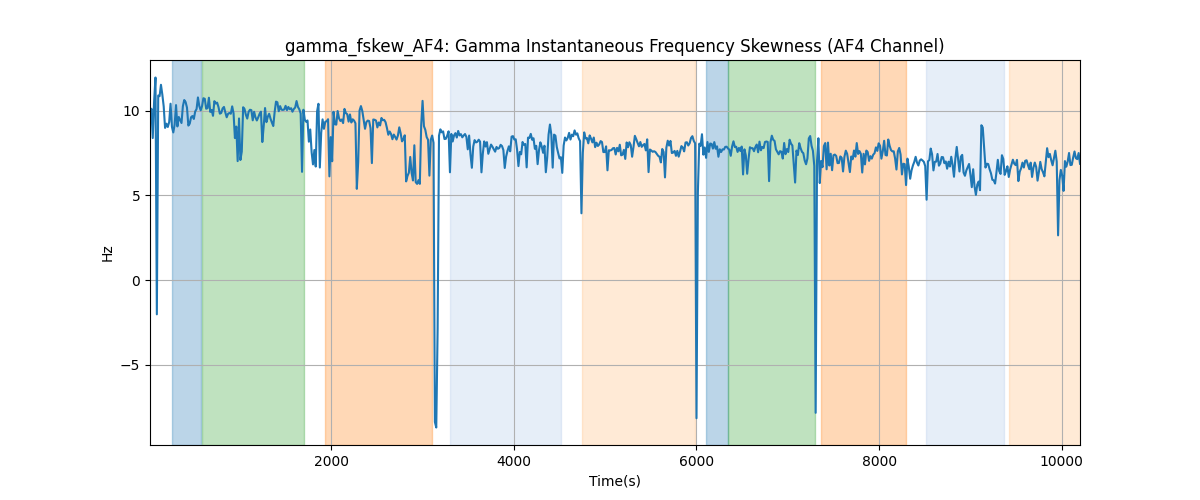 gamma_fskew_AF4: Gamma Instantaneous Frequency Skewness (AF4 Channel)
10
5
0
−5
Hz
2000 4000 6000 8000 10000
Time(s)